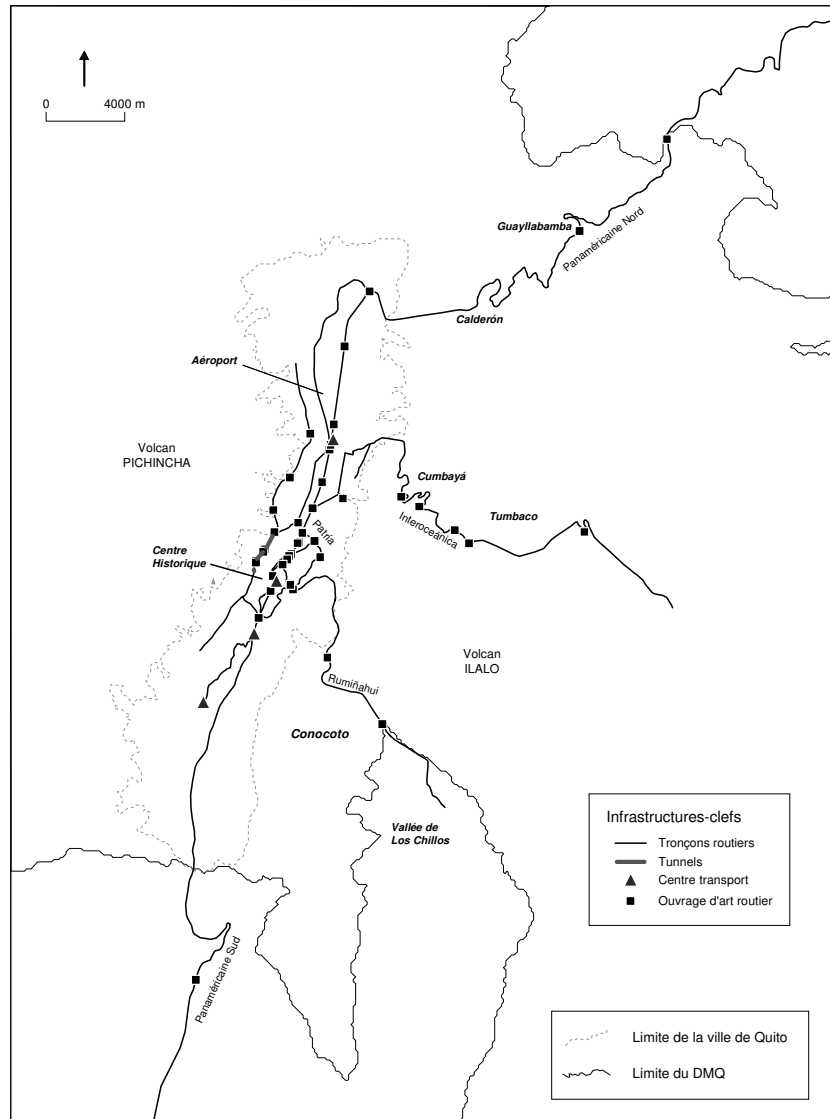 0 4000 m
Guayllabamba
Panaméricaine Nord
Calderón
Aéroport
Volcan
PICHINCHA
Cumbayá
Interoceánica
Tumbaco
Patria
Centre
Historique
Volcan
ILALO
Rumiñahui
Conocoto
Vallée de
Los Chillos
Panaméricaine Sud
Infrastructures-clefs
Tronçons routiers
Tunnels
Centre transport
Ouvrage d'art routier
Limite de la ville de Quito
Limite du DMQ